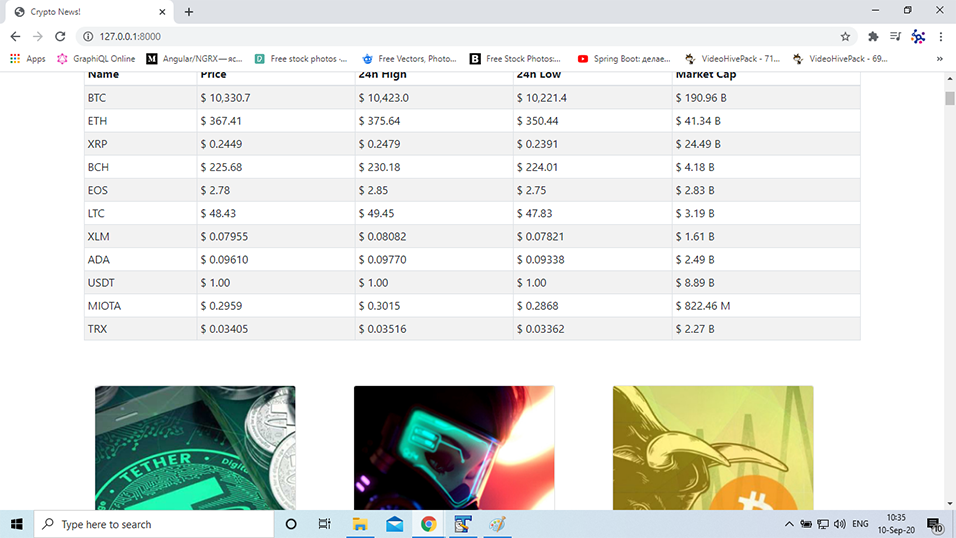 Crypto News!
127.0.0.1:8000
Apps GraphiQL Online Angular/NGRX — яс... Free stock photos -... Free Vectors, Photo... Free Stock Photos:... Spring Boot: делае... VideoHivePack - 71... VideoHivePack - 69...
Name Price 24h High 24h Low Market Cap
BTC $ 10,330.7 $ 10,423.0 $ 10,221.4 $ 190.96 B
ETH $ 367.41 $ 375.64 $ 350.44 $ 41.34 B
XRP $ 0.2449 $ 0.2479 $ 0.2391 $ 24.49 B
BCH $ 225.68 $ 230.18 $ 224.01 $ 4.18 B
EOS $ 2.78 $ 2.85 $ 2.75 $ 2.83 B
LTC $ 48.43 $ 49.45 $ 47.83 $ 3.19 B
XLM $ 0.07955 $ 0.08082 $ 0.07821 $ 1.61 B
ADA $ 0.09610 $ 0.09770 $ 0.09338 $ 2.49 B
USDT $ 1.00 $ 1.00 $ 1.00 $ 8.89 B
MIOTA $ 0.2959 $ 0.3015 $ 0.2868 $ 822.46 M
TRX $ 0.03405 $ 0.03516 $ 0.03362 $ 2.27 B
TETHER Digit
Type here to search
ENG
10:35
10-Sep-20
10